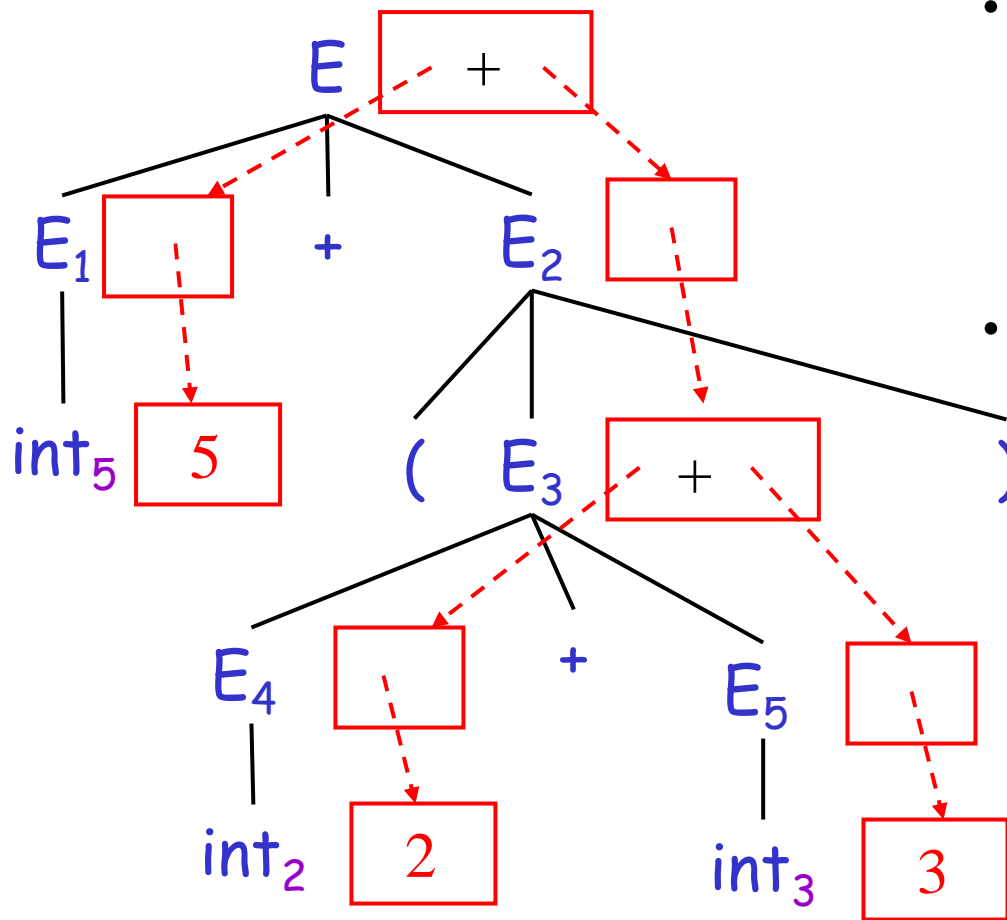 E +
E1 + E2
int5 5 ( E3 + )
E4 + E5
int2 2 int3 3